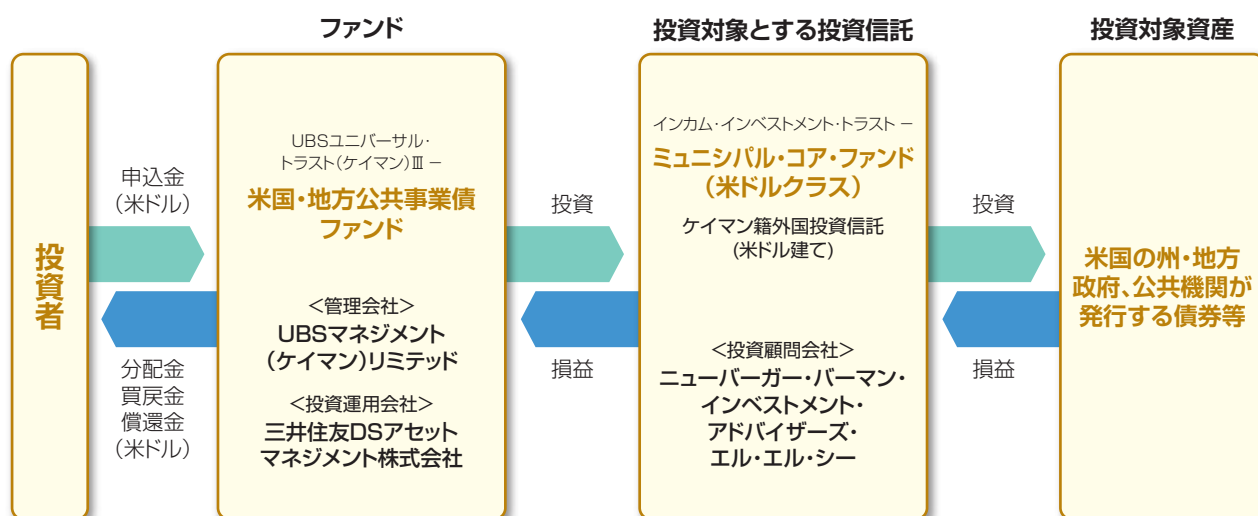 ファンド
投資対象とする投資信託
投資対象資産
投資者
申込金
(米ドル)
分配金
買戻金
償還金
(米ドル)
UBSユニバーサル・
トラスト(ケイマン)Ⅲ －
米国・地方公共事業債
ファンド
＜管理会社＞
UBSマネジメント
(ケイマン)リミテッド
＜投資運用会社＞
三井住友DSアセット
マネジメント株式会社
投資
損益
インカム・インベストメント・トラスト －
ミュニシパル・コア・ファンド
(米ドルクラス)
ケイマン籍外国投資信託
(米ドル建て)
＜投資顧問会社＞
ニューバーガー・バーマン・
インベストメント・
アドバイザーズ・
エル・エル・シー
投資
損益
米国の州・地方
政府、公共機関が
発行する債券等